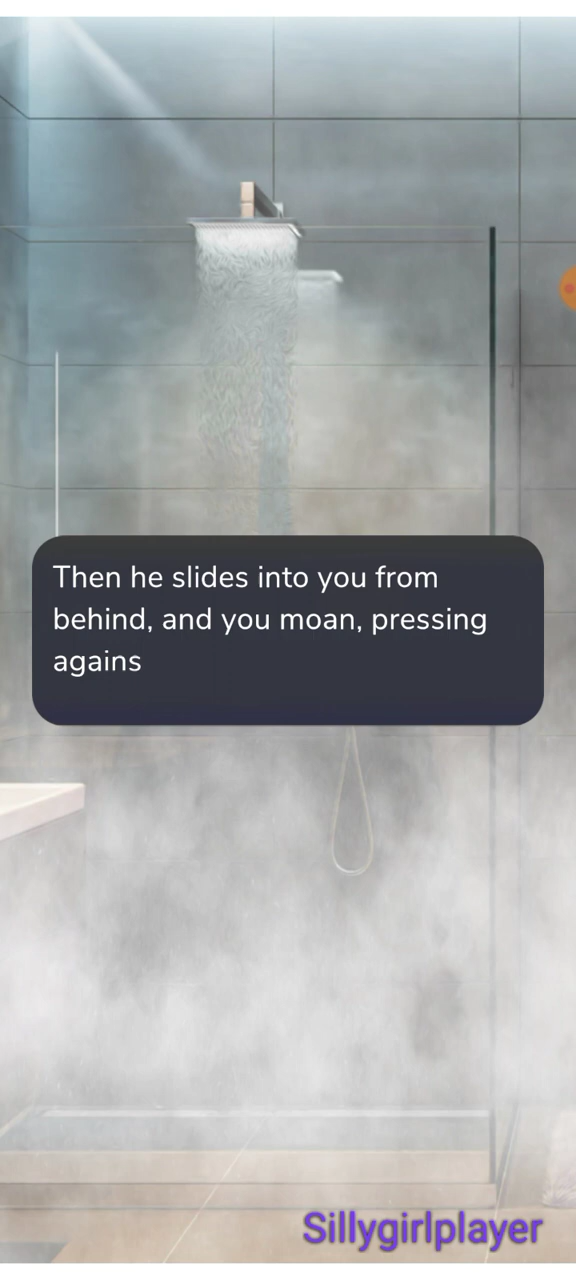 Then he slides into you from
behind, and you moan, pressing
agains
Sillygirlplayer